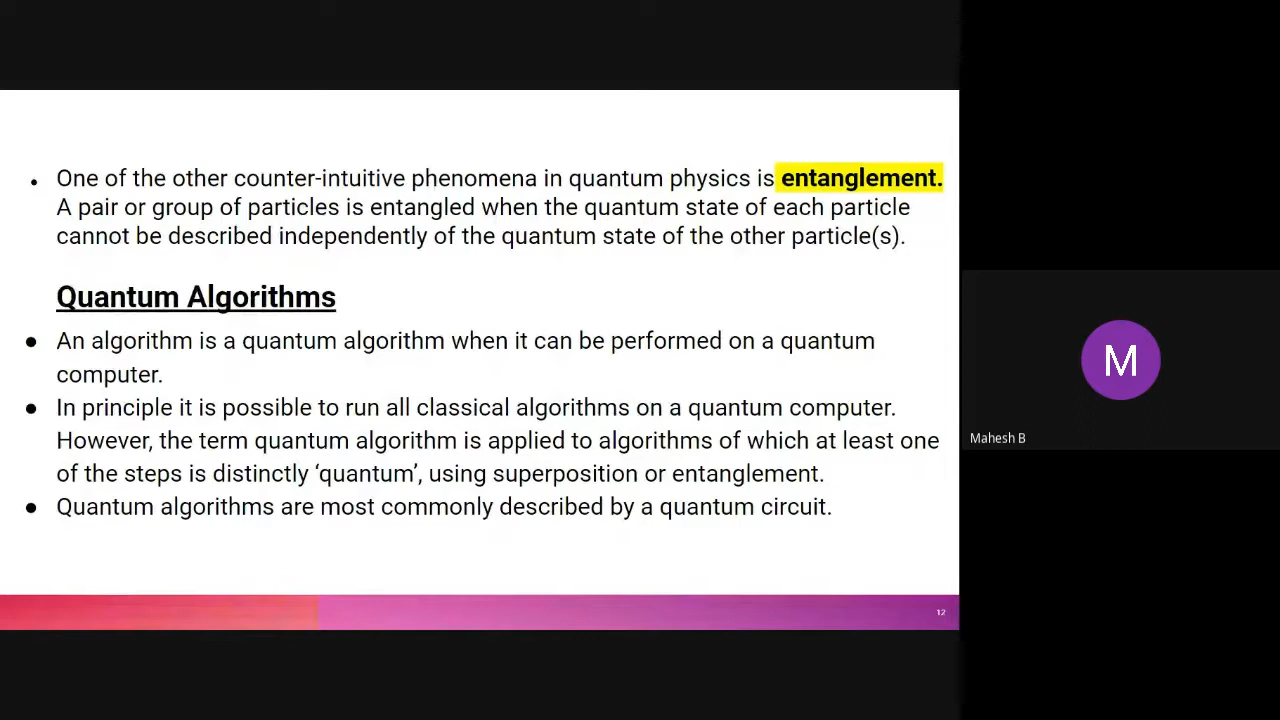 • One of the other counter-intuitive phenomena in quantum physics is entanglement.
A pair or group of particles is entangled when the quantum state of each particle
cannot be described independently of the quantum state of the other particle(s).
Quantum Algorithms
● An algorithm is a quantum algorithm when it can be performed on a quantum
computer.
● In principle it is possible to run all classical algorithms on a quantum computer.
However, the term quantum algorithm is applied to algorithms of which at least one
of the steps is distinctly ‘quantum’, using superposition or entanglement.
● Quantum algorithms are most commonly described by a quantum circuit.
12
M
Mahesh B